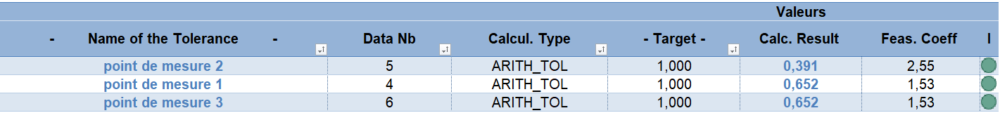 Valeurs
- Name of the Tolerance - Data Nb Calcul. Type - Target - Calc. Result Feas. Coeff I
point de mesure 2 5 ARITH_TOL 1,000 0,391 2,55
point de mesure 1 4 ARITH_TOL 1,000 0,652 1,53
point de mesure 3 6 ARITH_TOL 1,000 0,652 1,53